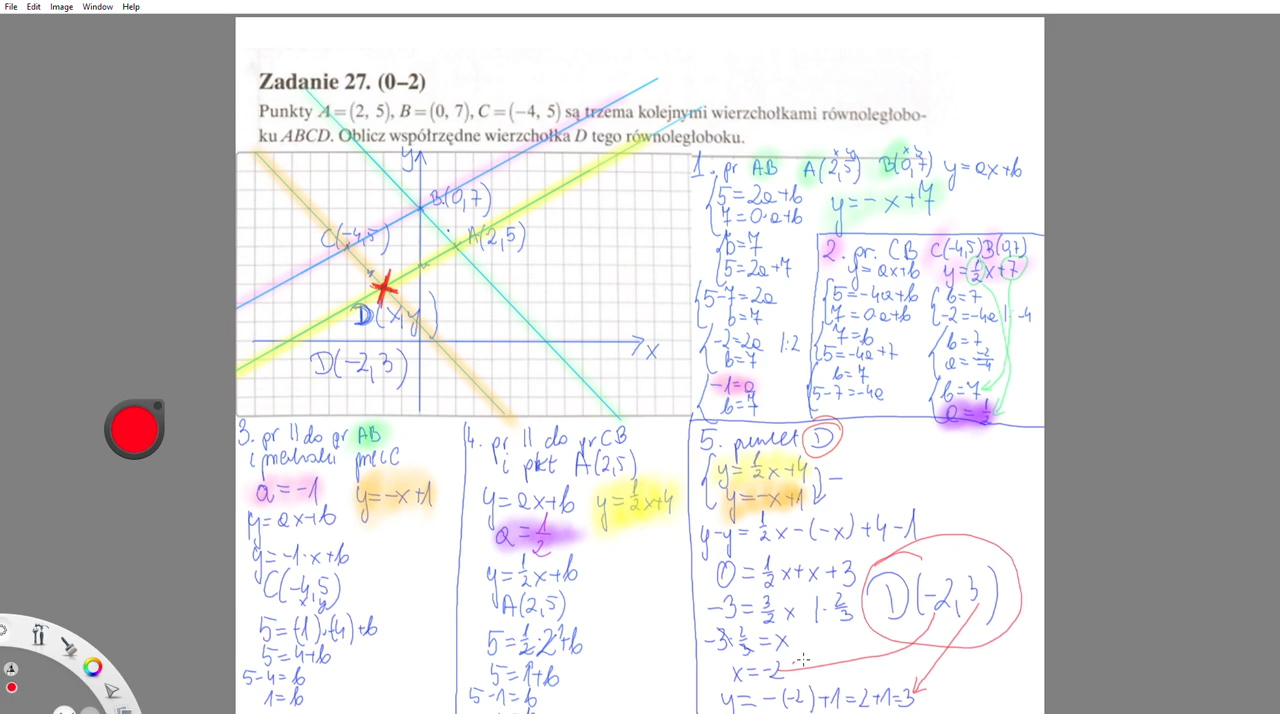 File Edit Image Window Help
Zadanie 27. (0–2)
Punkty A = (2, 5), B = (0, 7), C = (−4, 5) są trzema kolejnymi wierzchołkami równoległobo-
ku ABCD. Oblicz współrzędne wierzchołka D tego równoległoboku.
y
B(0,7)
C(-4,5)
A(2,5)
D(x,y)
x
D(-2,3)
1. pr AB A(2,5) B(0,7) y=ax+b
x y x y
5=2a+b
7=0·a+b
y=-x+7
b=7
5=2a+7
5-7=2a
b=7
-2=2a |:2
b=7
-1=a
b=7
2. pr. CB C(-4,5) B(0,7)
y=ax+b
y=1/2x+7
5=-4a+b
7=0a+b
7=b
5=-4a+7
b=7
5-7=-4a
b=7
-2=-4a |:-4
b=7
a=-2/-4
b=7
a=1/2
3. pr || do pr AB
a=-1
y=-x+1
y=ax+b
y=-1·x+b
C(-4,5)
x y
5=(-1)·(-4)+b
5=4+b
5-4=b
1=b
4. pr || do pr CB
i pkt A(2,5)
y=ax+b
y=1/2x+4
a=1/2
y=1/2x+b
A(2,5)
5=1/2·2+b
5=1+b
5-1=b
5. punkt D
y=1/2x+4
y=-x+1
-
y-y=1/2x-(-x)+4-1
0=1/2x+x+3
-3=3/2x |·2/3
-3·2/3=x
x=-2
y=-(-2)+1=2+1=3
D(-2,3)